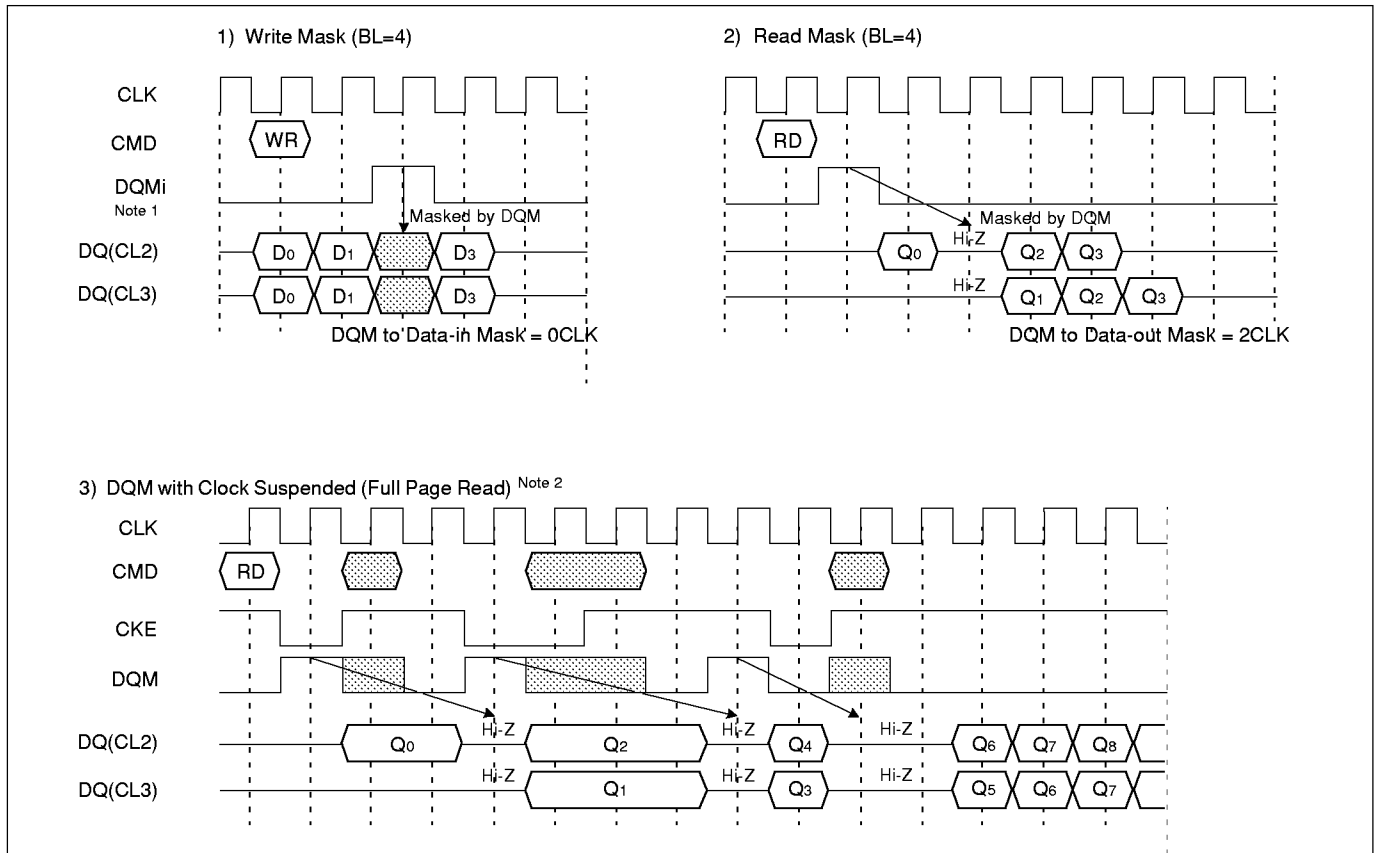 1) Write Mask (BL=4)
CLK
CMD
WR
DQMi
Note 1
Masked by DQM
DQ(CL2)
D0 D1 D3
DQ(CL3)
D0 D1 D3
DQM to Data-in Mask = 0CLK
2) Read Mask (BL=4)
RD
Masked by DQM
Hi-Z
Q0 Q2 Q3
Hi-Z
Q1 Q2 Q3
DQM to Data-out Mask = 2CLK
3) DQM with Clock Suspended (Full Page Read) Note 2
CLK
CMD
RD
CKE
DQM
Hi-Z Hi-Z Hi-Z
DQ(CL2)
Q0 Q2 Q4 Q6 Q7 Q8
Hi-Z Hi-Z Hi-Z
DQ(CL3)
Q1 Q3 Q5 Q6 Q7